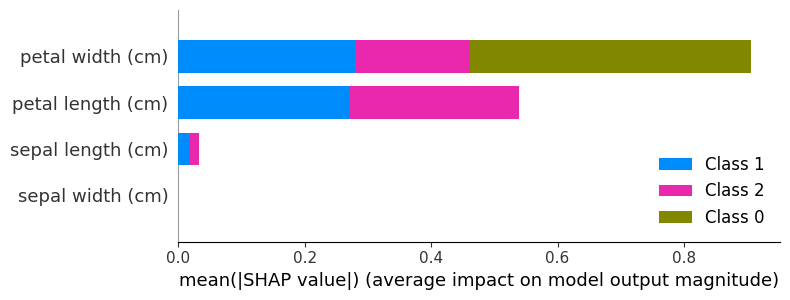 petal width (cm)
petal length (cm)
sepal length (cm)
sepal width (cm)
Class 1
Class 2
Class 0
0.0 0.2 0.4 0.6 0.8
mean(|SHAP value|) (average impact on model output magnitude)